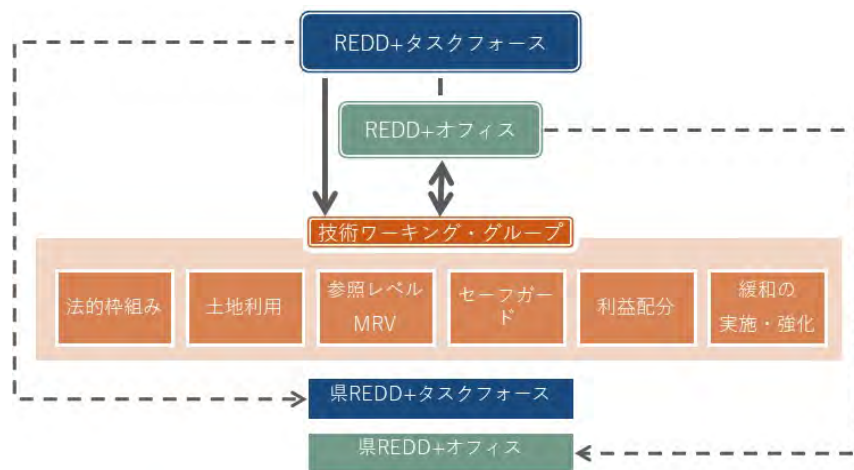 REDD+タスクフォース
REDD+オフィス
技術ワーキング・グループ
法的枠組み
土地利用
参照レベル
MRV
セーフガー
ド
利益配分
緩和の
実施・強化
県REDD+タスクフォース
県REDD+オフィス